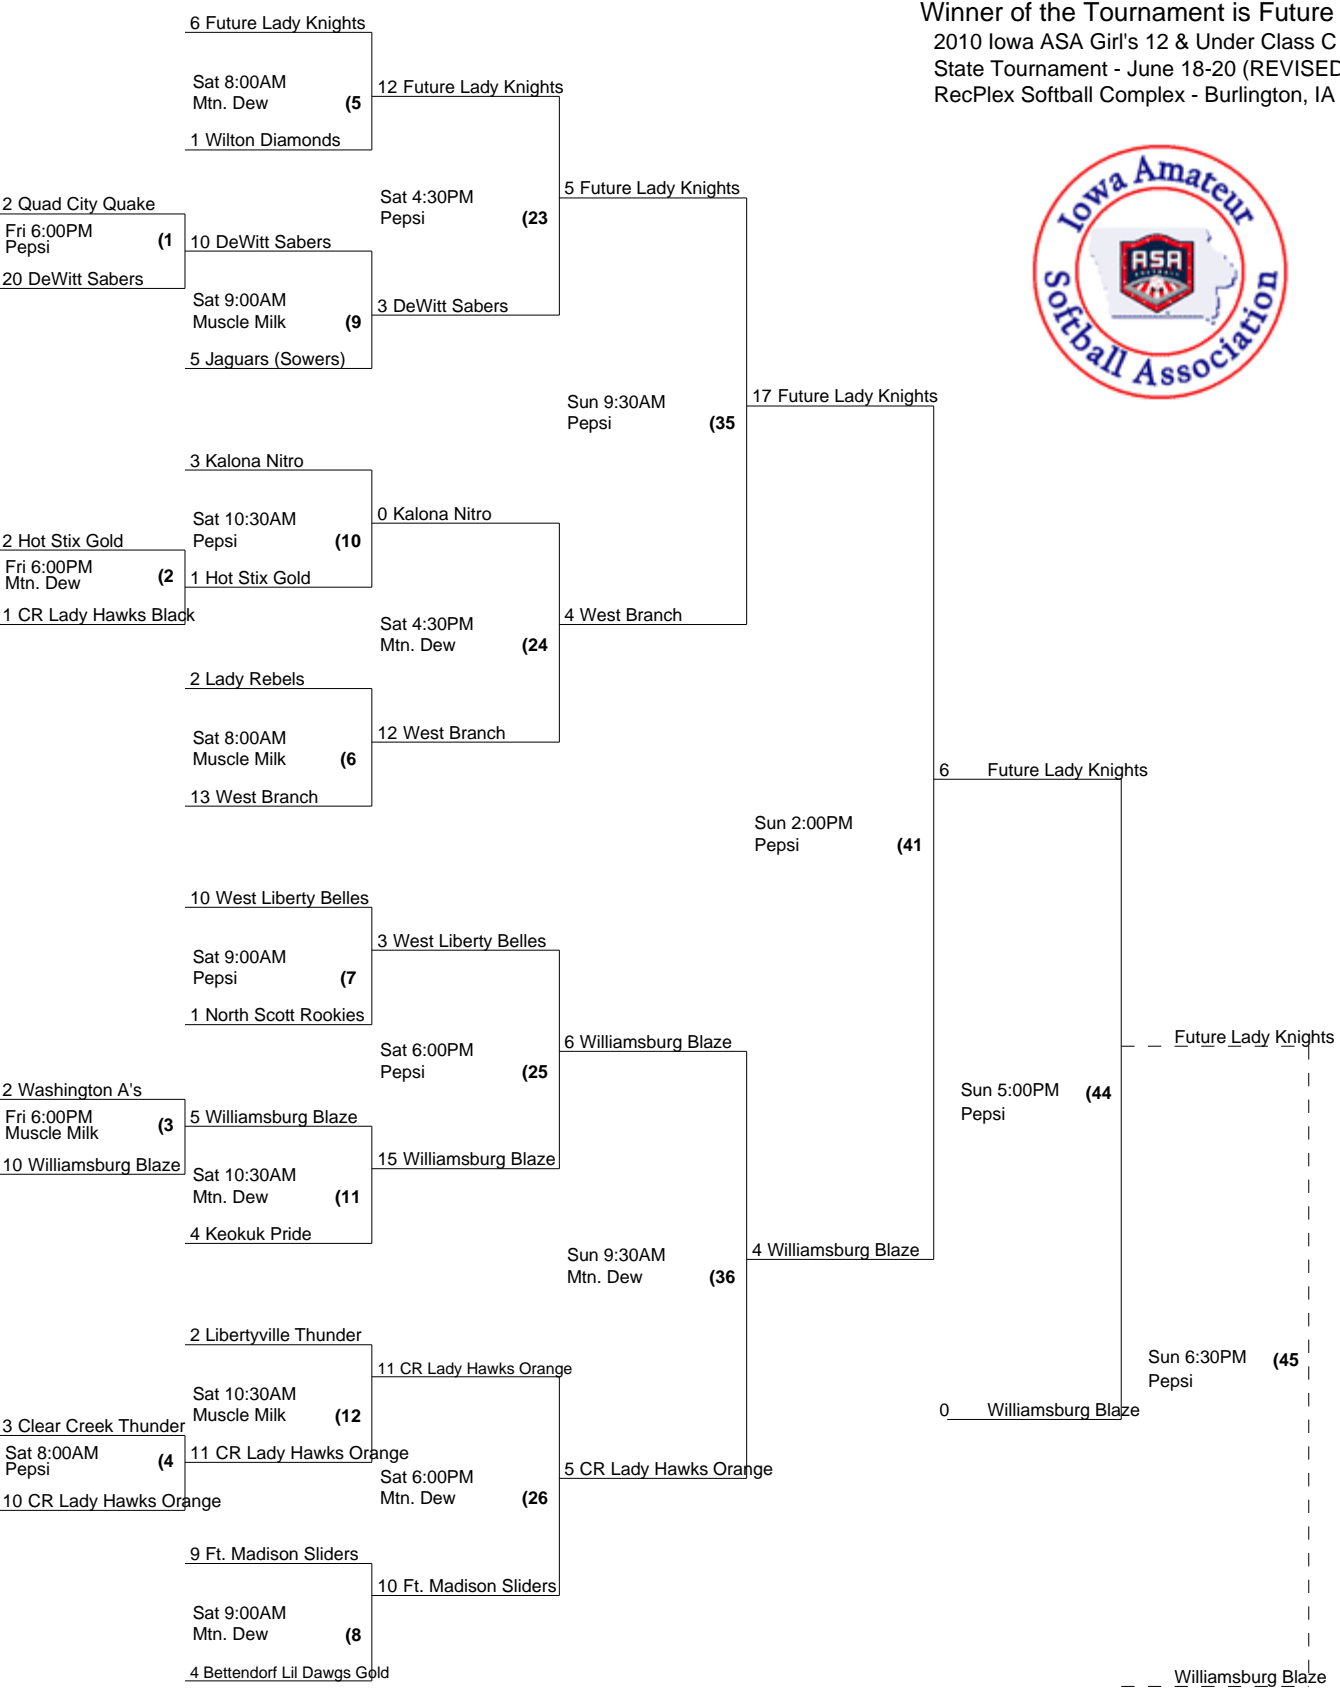 Winner of the Tournament is Future
2010 Iowa ASA Girl's 12 & Under Class C
State Tournament - June 18-20 (REVISED
RecPlex Softball Complex - Burlington, IA
Iowa Amateur
Softball Association
ASA
6 Future Lady Knights
Sat 8:00AM
Mtn. Dew (5
1 Wilton Diamonds
12 Future Lady Knights
2 Quad City Quake
Fri 6:00PM
Pepsi (1
20 DeWitt Sabers
10 DeWitt Sabers
Sat 9:00AM
Muscle Milk (9
5 Jaguars (Sowers)
3 DeWitt Sabers
Sat 4:30PM
Pepsi (23
5 Future Lady Knights
3 Kalona Nitro
Sat 10:30AM
Pepsi (10
1 Hot Stix Gold
2 Hot Stix Gold
Fri 6:00PM
Mtn. Dew (2
1 CR Lady Hawks Black
0 Kalona Nitro
Sat 4:30PM
Mtn. Dew (24
4 West Branch
2 Lady Rebels
Sat 8:00AM
Muscle Milk (6
13 West Branch
12 West Branch
Sun 9:30AM
Pepsi (35
17 Future Lady Knights
10 West Liberty Belles
Sat 9:00AM
Pepsi (7
1 North Scott Rookies
3 West Liberty Belles
Sat 6:00PM
Pepsi (25
6 Williamsburg Blaze
2 Washington A's
Fri 6:00PM
Muscle Milk (3
10 Williamsburg Blaze
5 Williamsburg Blaze
Sat 10:30AM
Mtn. Dew (11
4 Keokuk Pride
15 Williamsburg Blaze
Sun 9:30AM
Mtn. Dew (36
4 Williamsburg Blaze
2 Libertyville Thunder
Sat 10:30AM
Muscle Milk (12
11 CR Lady Hawks Orange
3 Clear Creek Thunder
Sat 8:00AM
Pepsi (4
10 CR Lady Hawks Orange
11 CR Lady Hawks Orange
Sat 6:00PM
Mtn. Dew (26
5 CR Lady Hawks Orange
9 Ft. Madison Sliders
Sat 9:00AM
Mtn. Dew (8
4 Bettendorf Lil Dawgs Gold
10 Ft. Madison Sliders
Sun 2:00PM
Pepsi (41
6 Future Lady Knights
Sun 5:00PM (44
Pepsi
0 Williamsburg Blaze
Future Lady Knights
Sun 6:30PM (45
Pepsi
Williamsburg Blaze